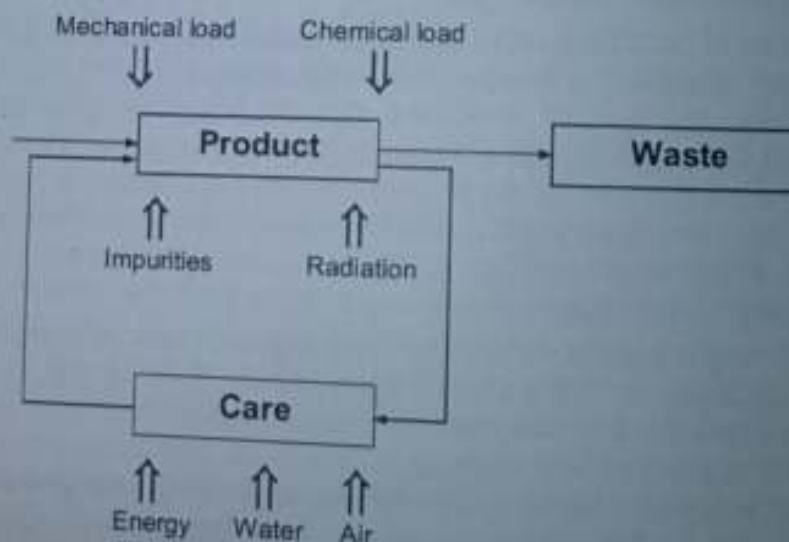 Mechanical load
Chemical load
Product
Waste
Impurities
Radiation
Care
Energy
Water
Air